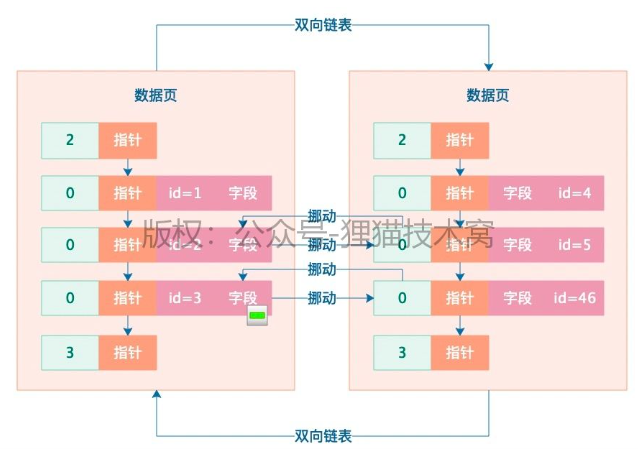 双向链表
数据页
2 指针
0 指针 id=1 字段
0 指针 id=2 字段
0 指针 id=3 字段
3 指针
挪动
挪动
挪动
挪动
数据页
2 指针
0 指针 字段 id=4
0 指针 字段 id=5
0 指针 字段 id=46
3 指针
版权：公众号-狸猫技术窝
双向链表